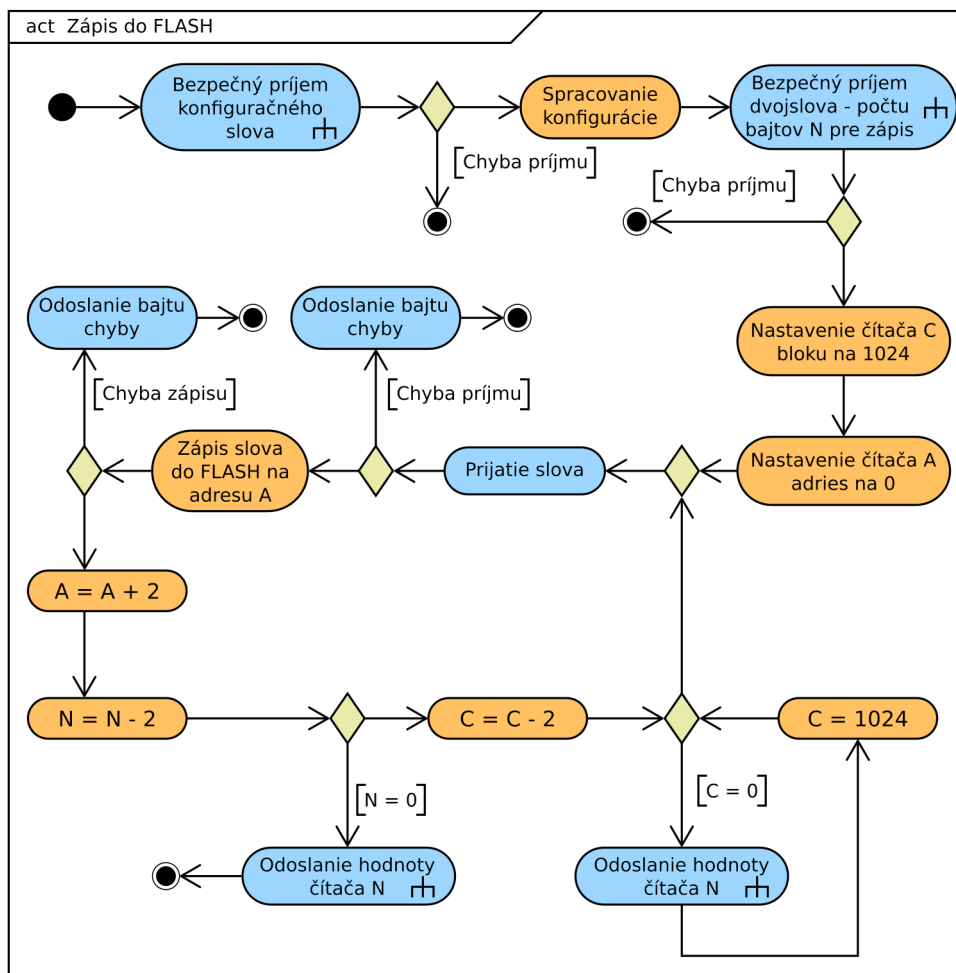 act  Zápis do FLASH
Bezpečný príjem
konfiguračného
slova
Spracovanie
konfigurácie
Bezpečný príjem
dvojslova - počtu
bajtov N pre zápis
[Chyba príjmu]
[Chyba príjmu]
Odoslanie bajtu
chyby
Odoslanie bajtu
chyby
Nastavenie čítača C
bloku na 1024
[Chyba zápisu]
[Chyba príjmu]
Zápis slova
do FLASH na
adresu A
Prijatie slova
Nastavenie čítača A
adries na 0
A = A + 2
N = N - 2
C = C - 2
C = 1024
[N = 0]
[C = 0]
Odoslanie hodnoty
čítača N
Odoslanie hodnoty
čítača N